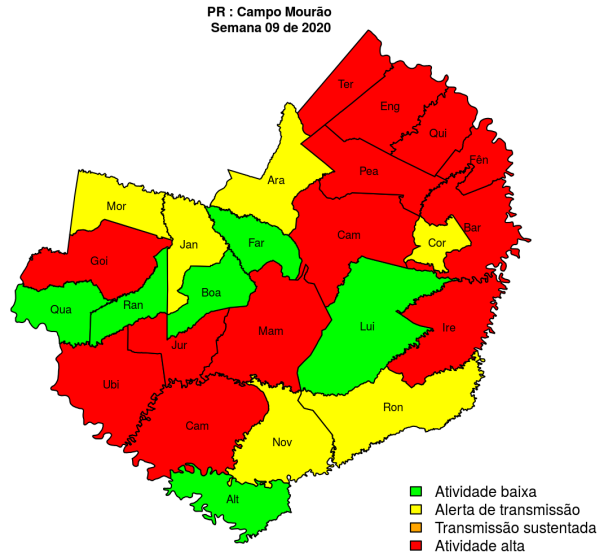 PR : Campo Mourão
Semana 09 de 2020
Ter
Eng
Qui
Fên
Pea
Ara
Mor
Bar
Cam
Jan
Far
Cor
Goi
Boa
Ran
Qua
Lui
Ire
Mam
Jur
Ubi
Ron
Cam
Nov
Alt
Atividade baixa
Alerta de transmissão
Transmissão sustentada
Atividade alta